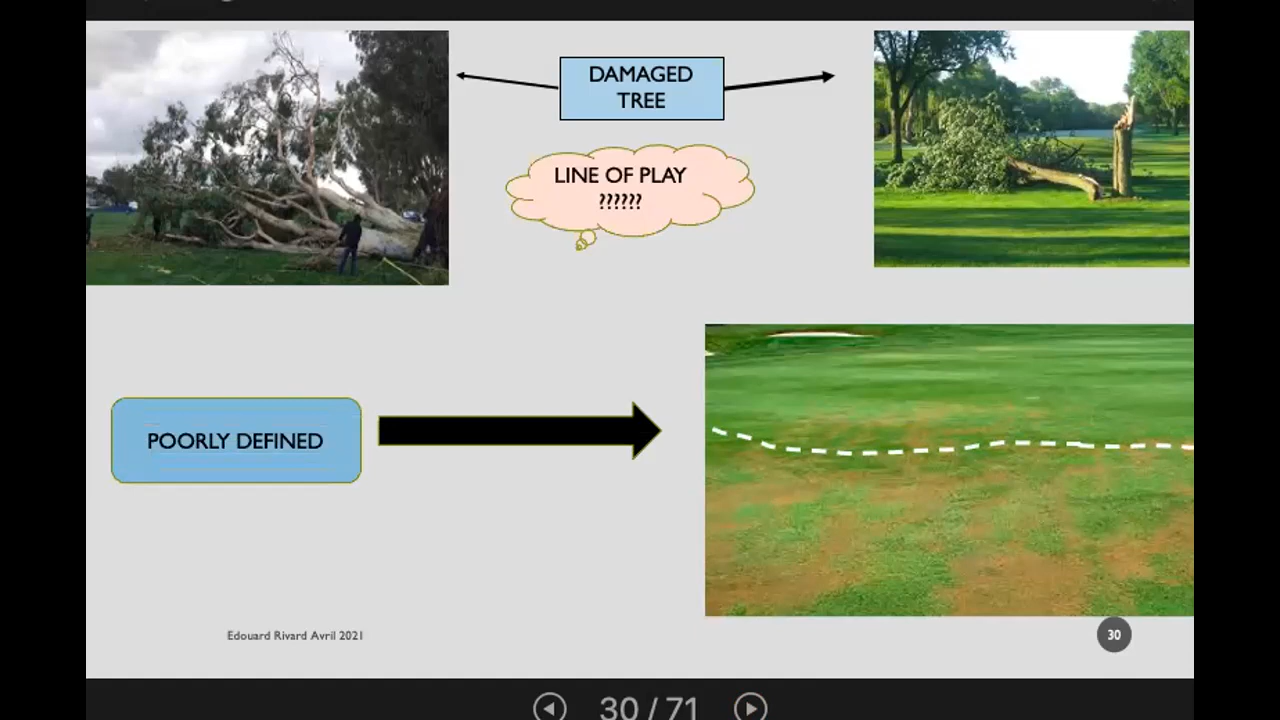 DAMAGED
TREE
LINE OF PLAY
??????
POORLY DEFINED
Edouard Rivard Avril 2021
30
30 / 71